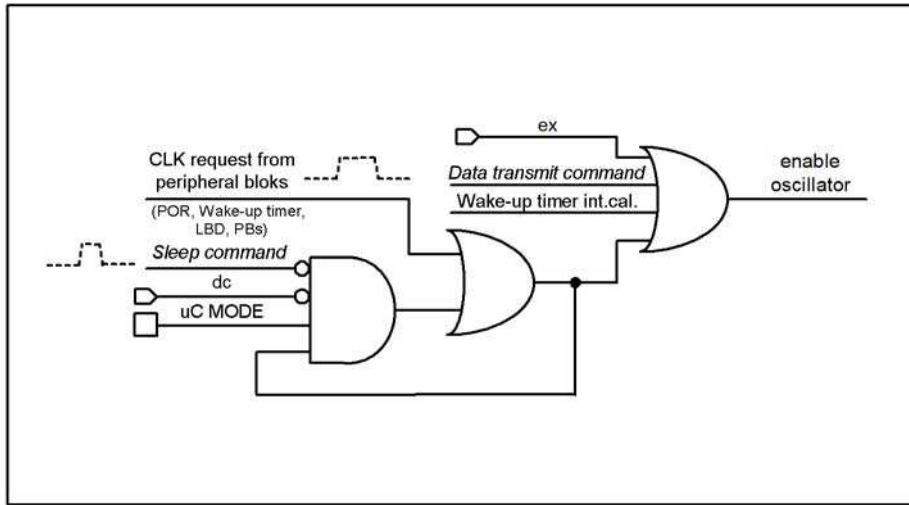 ex
CLK request from
peripheral bloks
Data transmit command
enable
oscillator
Wake-up timer int.cal.
(POR, Wake-up timer,
LBD, PBs)
Sleep command
dc
uC MODE